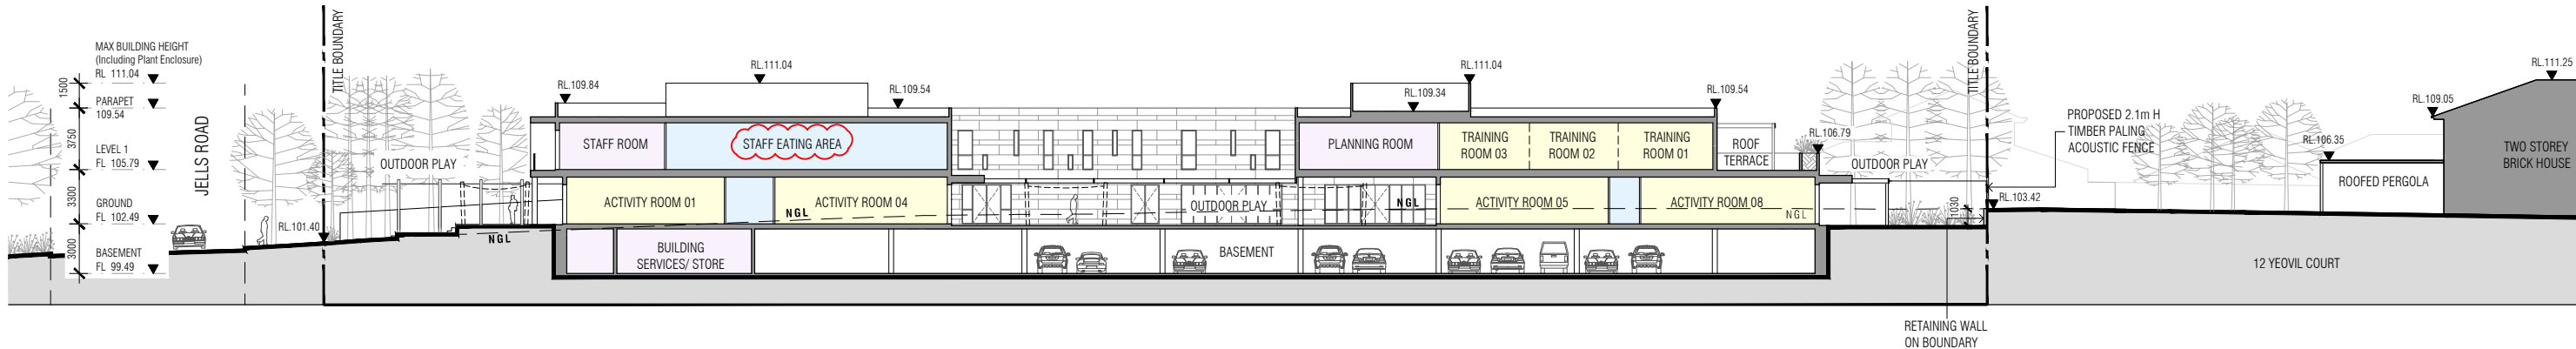 MAX BUILDING HEIGHT
(Including Plant Enclosure)
RL 111.04
1500
PARAPET
109.54
3750
LEVEL 1
FL 105.79
3300
GROUND
FL 102.49
3000
BASEMENT
FL 99.49
JELLS ROAD
TITLE BOUNDARY
RL.101.40
OUTDOOR PLAY
NGL
RL.109.84
RL.111.04
RL.109.54
STAFF ROOM
STAFF EATING AREA
ACTIVITY ROOM 01
ACTIVITY ROOM 04
NGL
BUILDING
SERVICES/ STORE
OUTDOOR PLAY
BASEMENT
RL.111.04
RL.109.34
RL.109.54
PLANNING ROOM
TRAINING
ROOM 03
TRAINING
ROOM 02
TRAINING
ROOM 01
ROOF
TERRACE
RL.106.79
NGL
ACTIVITY ROOM 05
ACTIVITY ROOM 08
NGL
OUTDOOR PLAY
TITLE BOUNDARY
1030
RL.103.42
PROPOSED 2.1m H
TIMBER PALING
ACOUSTIC FENCE
RETAINING WALL
ON BOUNDARY
RL.106.35
ROOFED PERGOLA
RL.109.05
RL.111.25
TWO STOREY
BRICK HOUSE
12 YEOVIL COURT